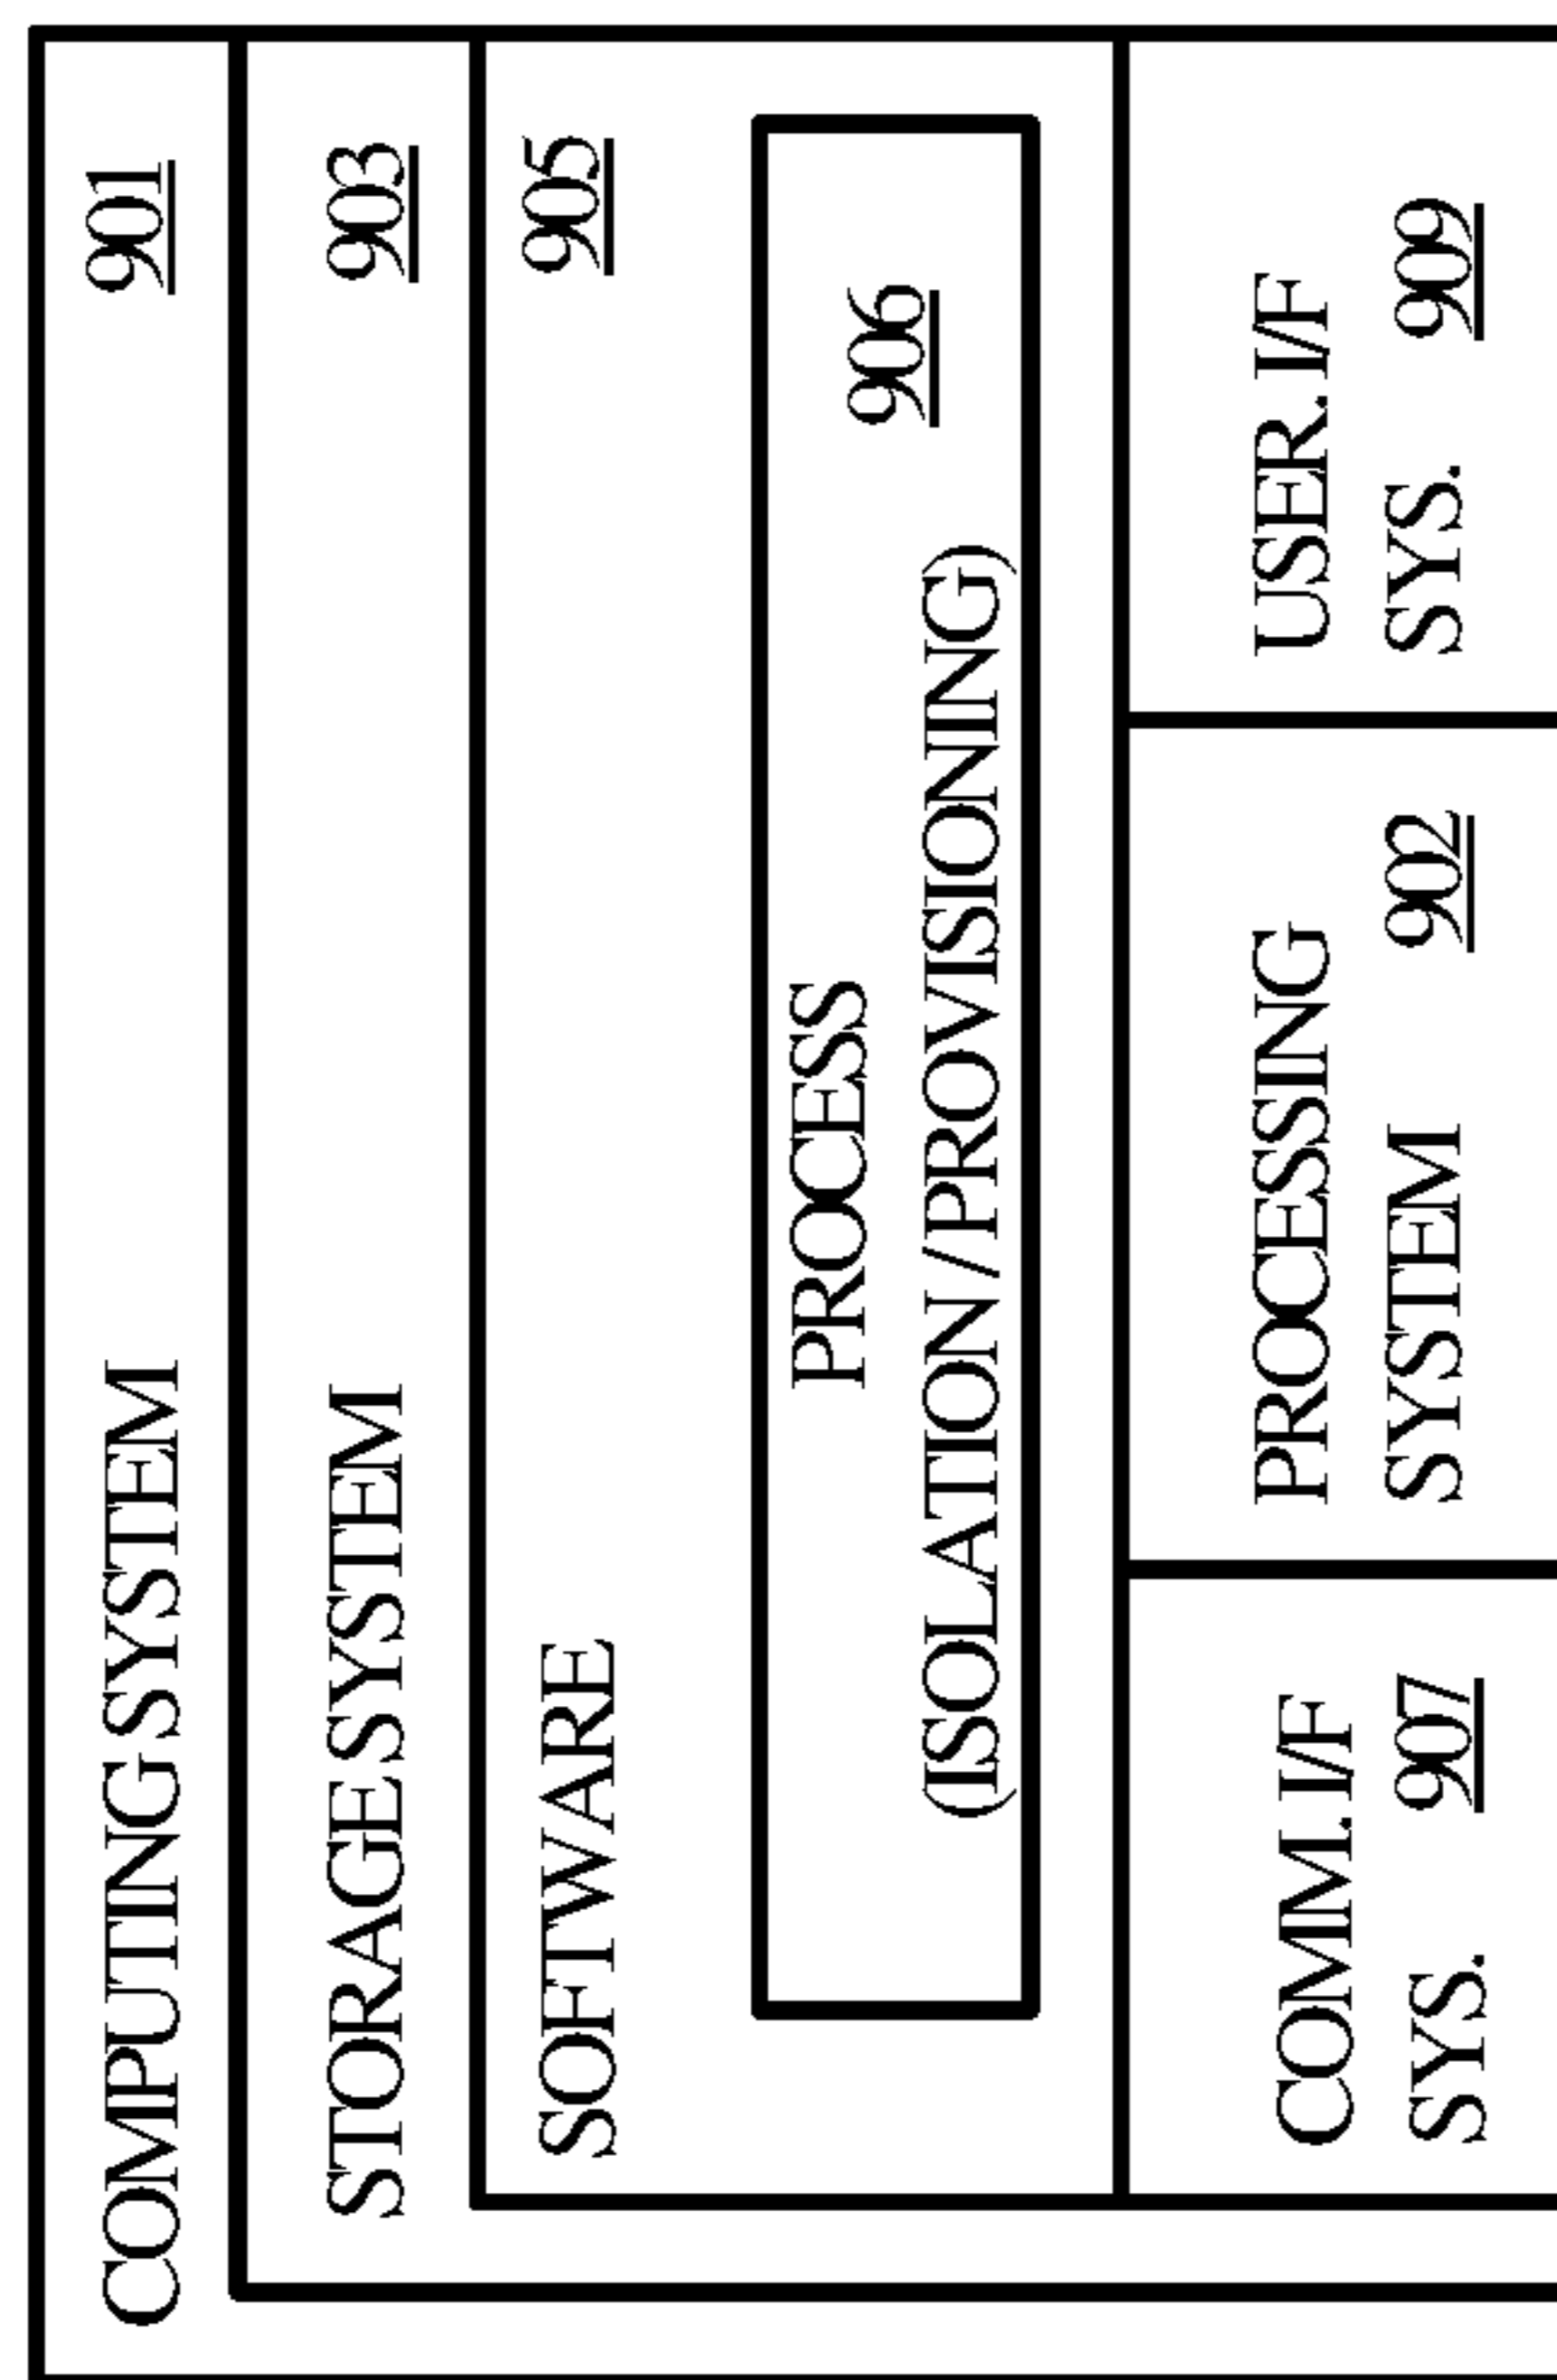 COMPUTING SYSTEM 901
STORAGE SYSTEM 903
SOFTWARE 905
PROCESS
906
(ISOLATION / PROVISIONING)
COMM. I/F
SYS. 907
PROCESSING
SYSTEM 902
USER. I/F
SYS. 909